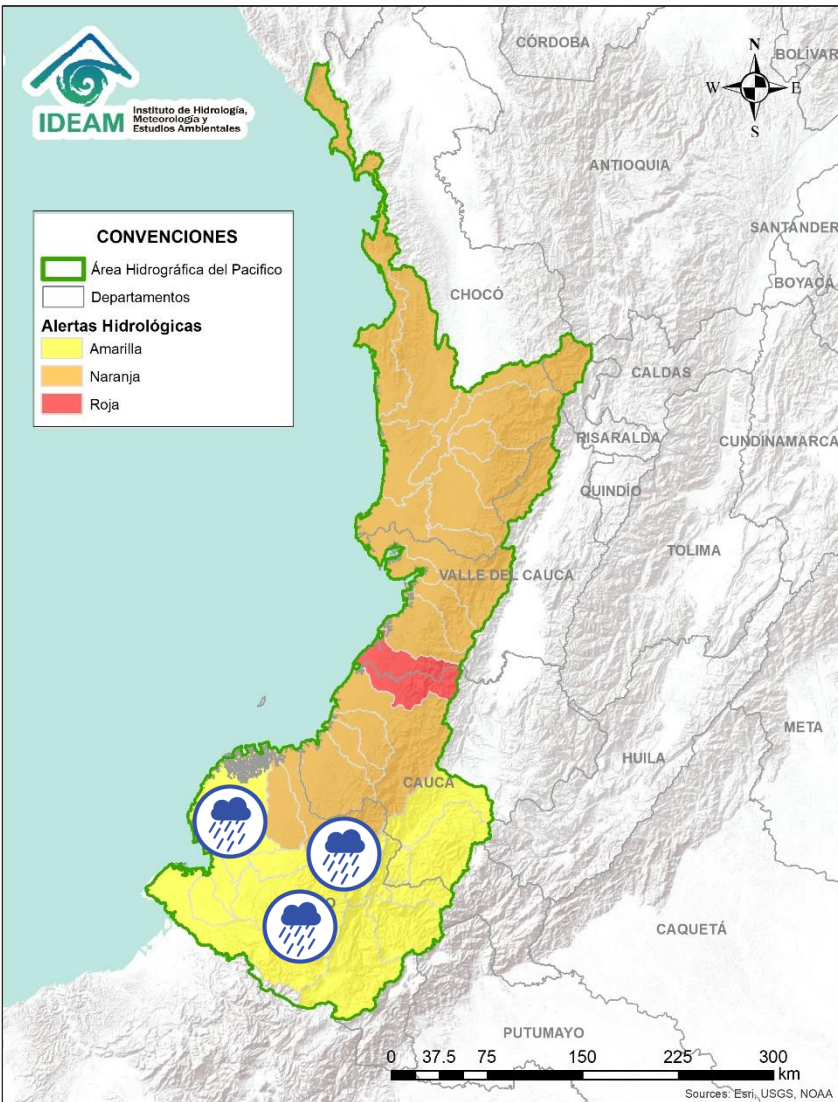 IDEAM
Instituto de Hidrología,
Meteorología y
Estudios Ambientales
CONVENCIONES
Área Hidrográfica del Pacifico
Departamentos
Alertas Hidrológicas
Amarilla
Naranja
Roja
N
W
E
S
CÓRDOBA
BOLÍVAR
ANTIOQUIA
SANTANDER
BOYACÁ
CHOCÓ
CALDAS
RISARALDA
CUNDINAMARCA
QUINDÍO
TOLIMA
VALLE DEL CAUCA
META
HUILA
CAUCA
CAQUETÁ
PUTUMAYO
0 37.5 75 150 225 300
km
Sources: Esri, USGS, NOAA